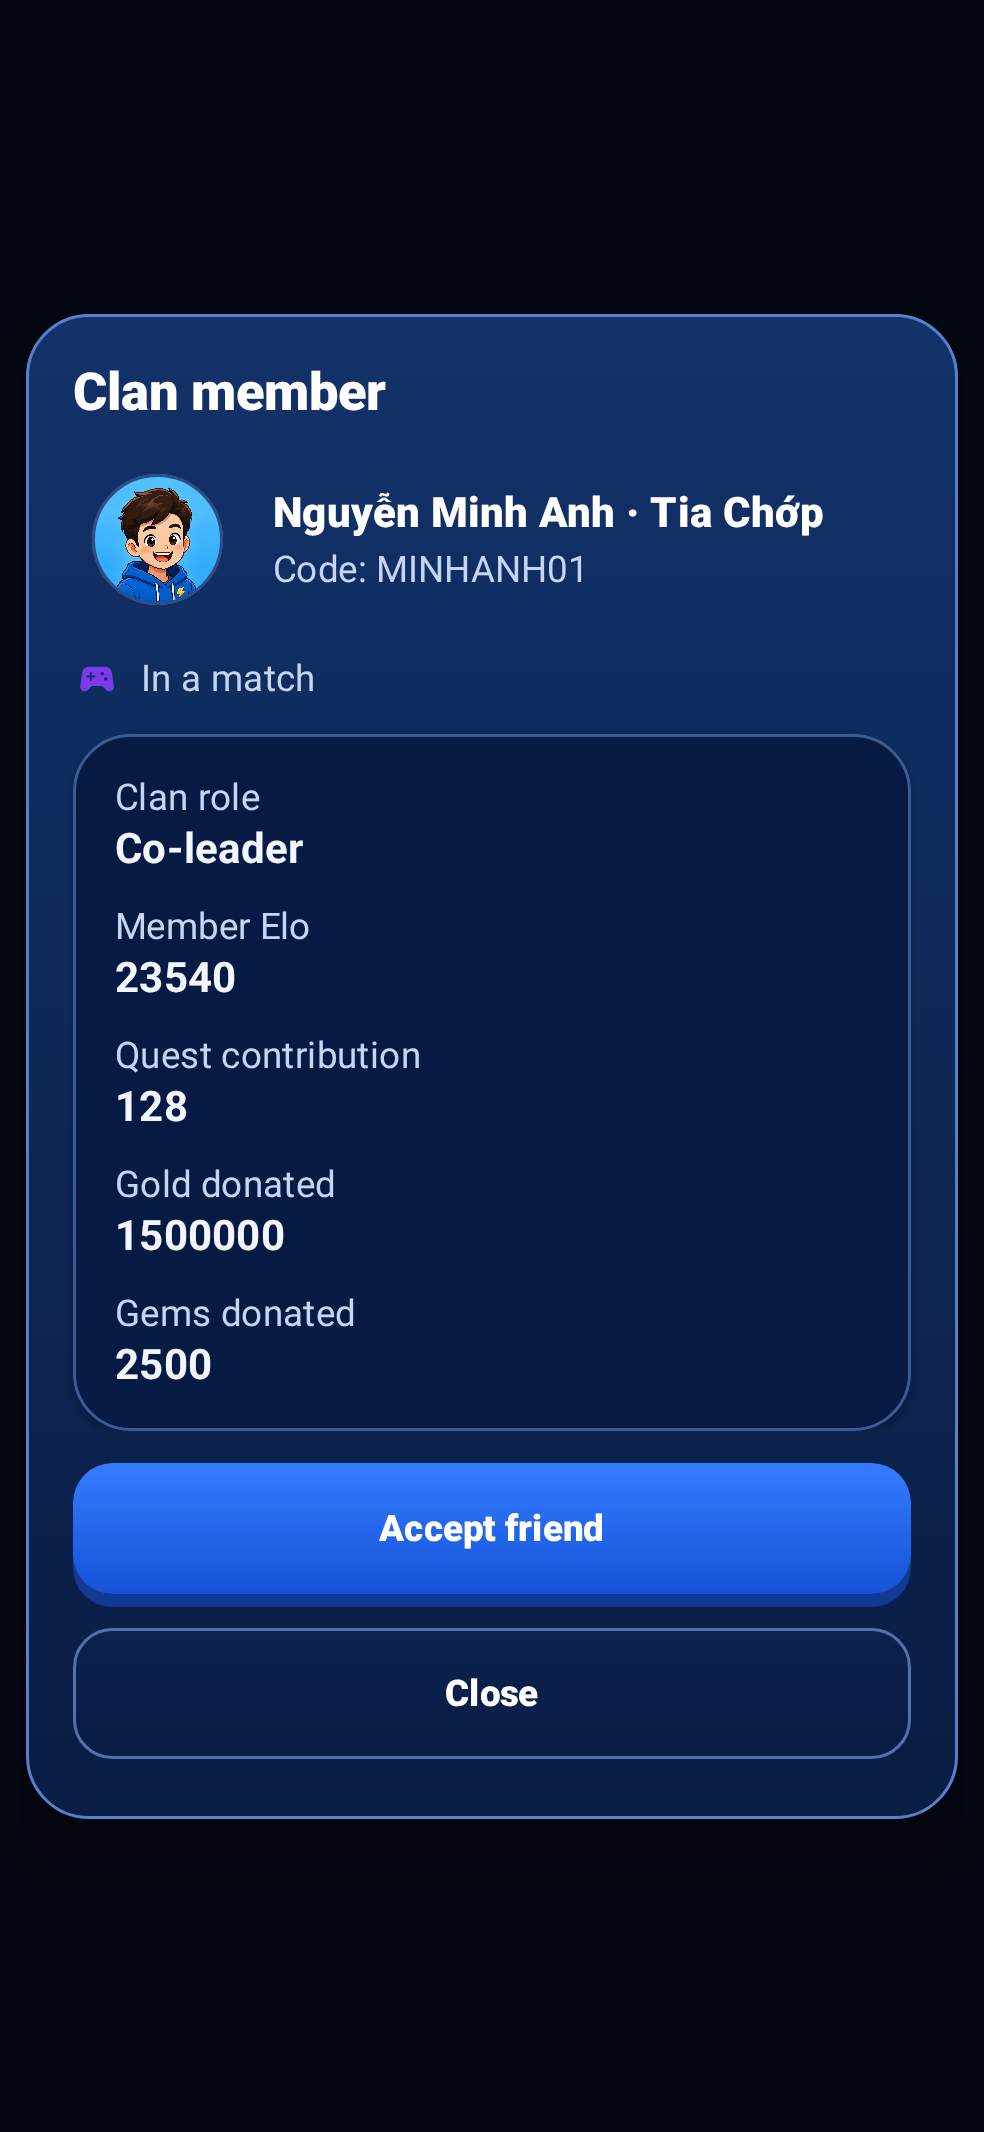 Clan member
Nguyễn Minh Anh · Tia Chớp
Code: MINHANH01
In a match
Clan role
Co-leader
Member Elo
23540
Quest contribution
128
Gold donated
1500000
Gems donated
2500
Accept friend
Close